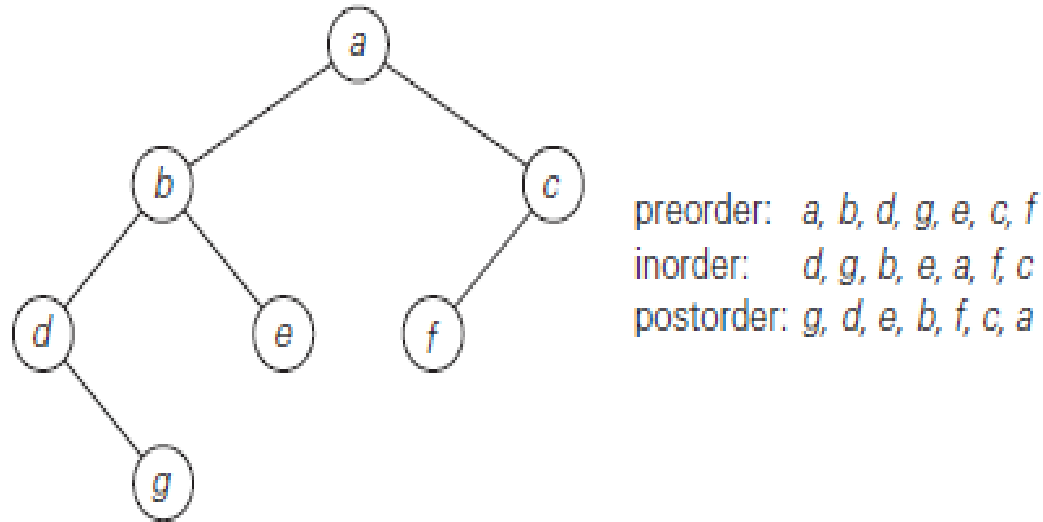 a
b
c
d
e
f
g
preorder: a, b, d, g, e, c, f
inorder: d, g, b, e, a, f, c
postorder: g, d, e, b, f, c, a